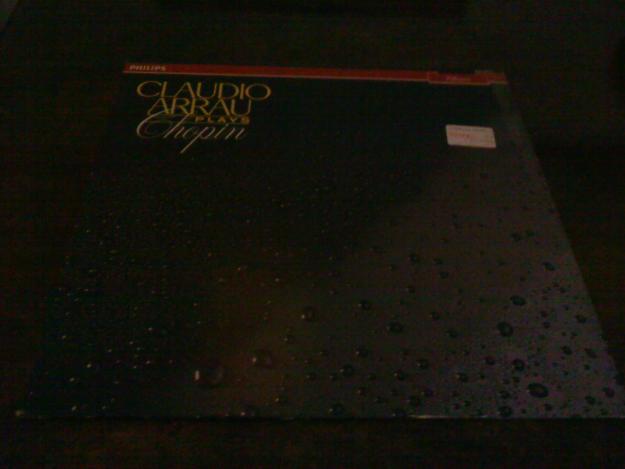 PHILIPS
CLAUDIO
ARRAU
PLAYS
Chopin